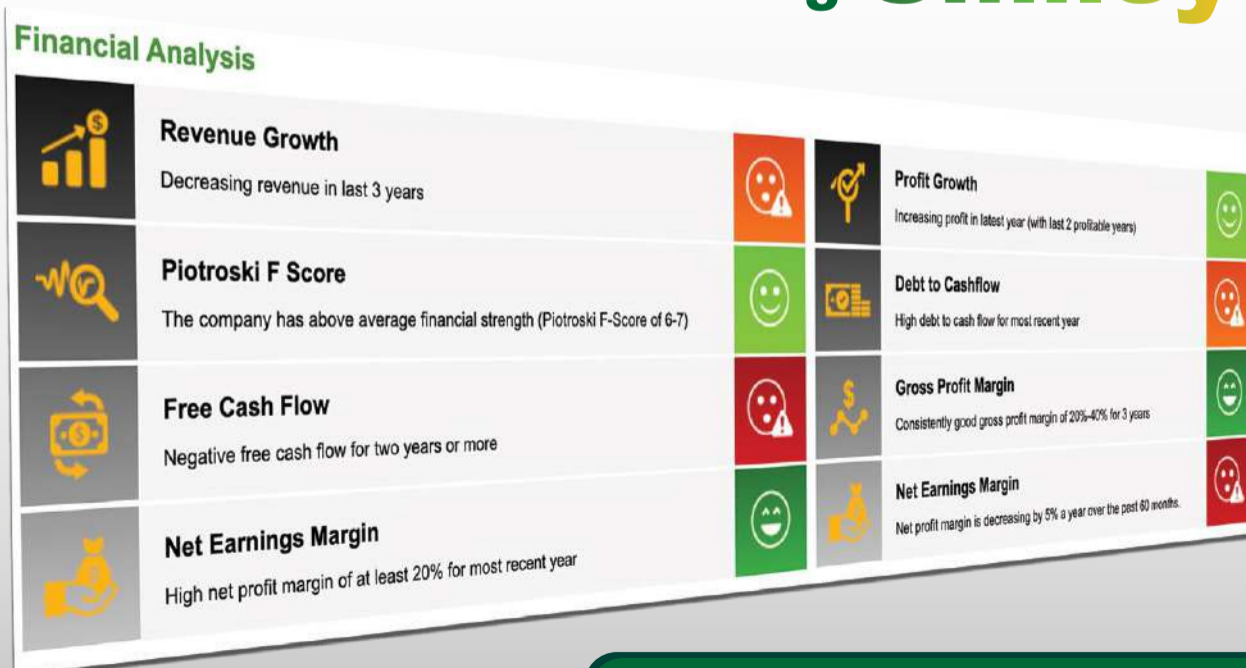 Financial Analysis
Revenue Growth
Decreasing revenue in last 3 years
Piotroski F Score
The company has above average financial strength (Piotroski F-Score of 6-7)
Free Cash Flow
Negative free cash flow for two years or more
Net Earnings Margin
High net profit margin of at least 20% for most recent year
Profit Growth
Increasing profit in latest year (with last 2 profitable years)
Debt to Cashflow
High debt to cash flow for most recent year
Gross Profit Margin
Consistently good gross profit margin of 20%-40% for 3 years
Net Earnings Margin
Net profit margin is decreasing by 5% a year over the past 60 months.